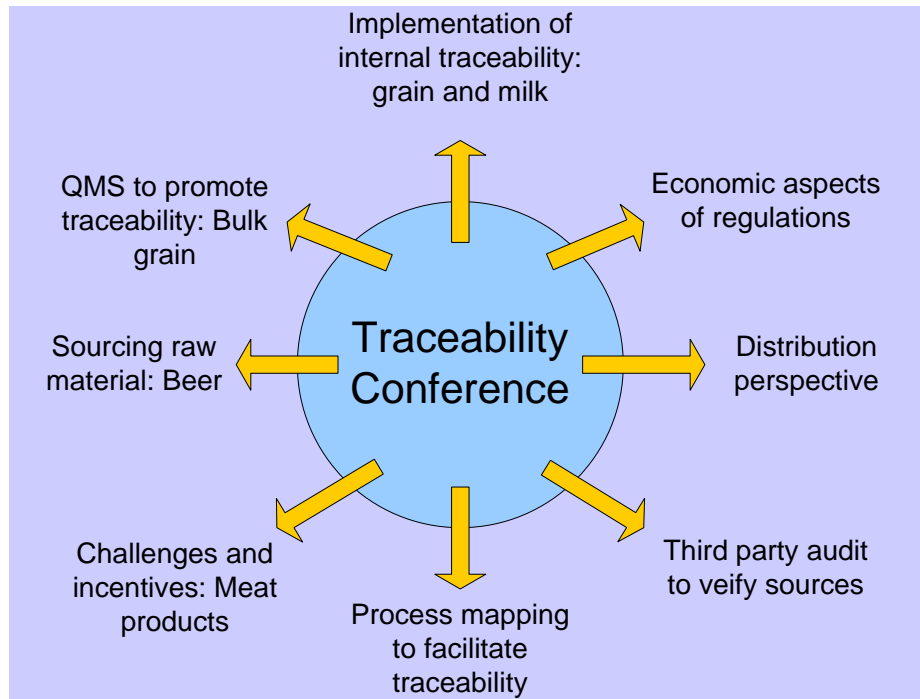 Implementation of
internal traceability:
grain and milk
QMS to promote
traceability: Bulk
grain
Economic aspects
of regulations
Sourcing raw
material: Beer
Traceability
Conference
Distribution
perspective
Challenges and
incentives: Meat
products
Process mapping
to facilitate
traceability
Third party audit
to veify sources